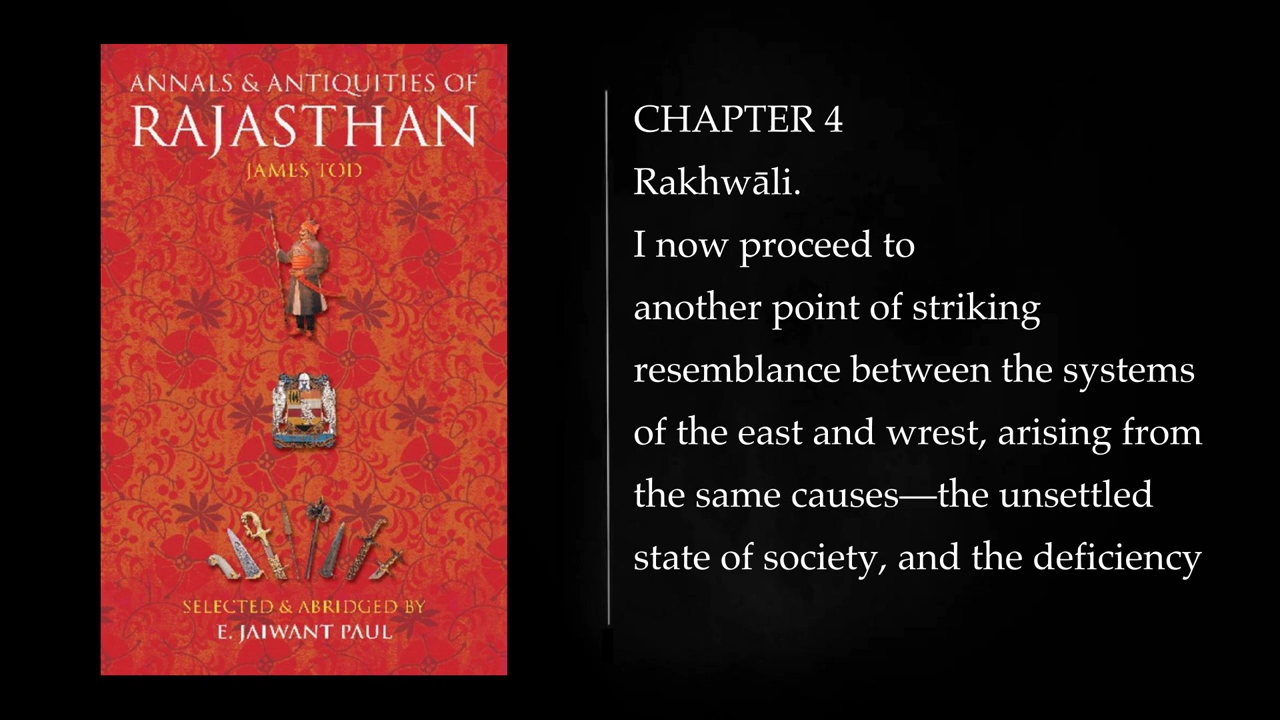 ANNALS & ANTIQUITIES OF
RAJASTHAN
JAMES TOD
SELECTED & ABRIDGED BY
E. JAIWANT PAUL
CHAPTER 4
Rakhwāli.
I now proceed to
another point of striking
resemblance between the systems
of the east and wrest, arising from
the same causes—the unsettled
state of society, and the deficiency